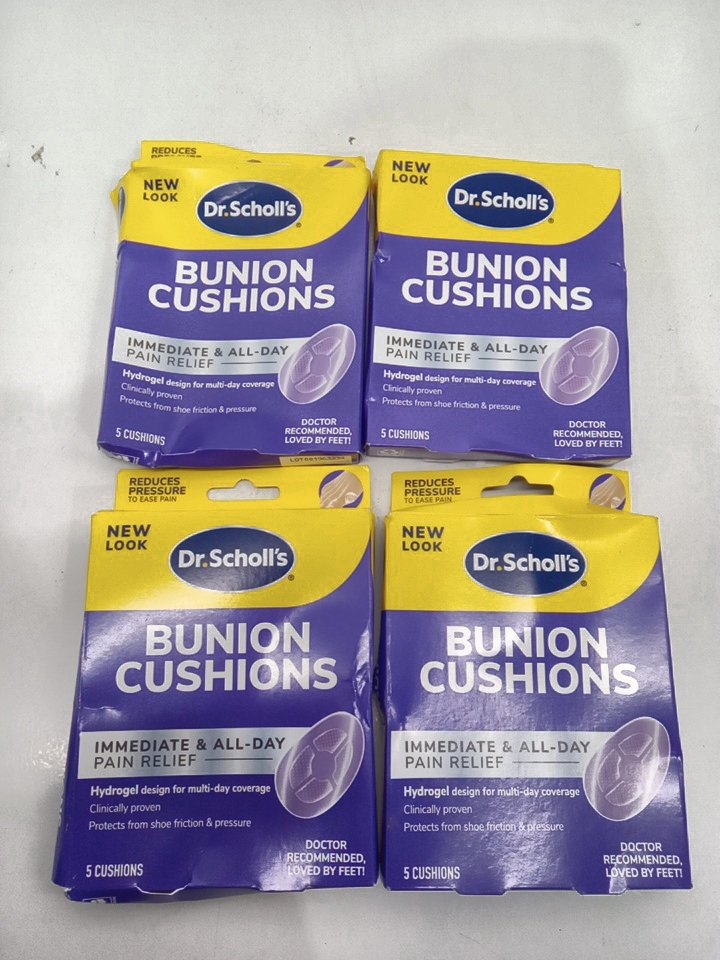 REDUCES
PRESSURE
NEW
LOOK
Dr.Scholl's®
BUNION
CUSHIONS
IMMEDIATE & ALL-DAY
PAIN RELIEF
Hydrogel design for multi-day coverage
Clinically proven
Protects from shoe friction & pressure
5 CUSHIONS
DOCTOR
RECOMMENDED,
LOVED BY FEET!
NEW
LOOK
Dr.Scholl's®
BUNION
CUSHIONS
IMMEDIATE & ALL-DAY
PAIN RELIEF
Hydrogel design for multi-day coverage
Clinically proven
Protects from shoe friction & pressure
5 CUSHIONS
DOCTOR
RECOMMENDED,
LOVED BY FEET!
REDUCES
PRESSURE
TO EASE PAIN
NEW
LOOK
Dr.Scholl's®
BUNION
CUSHIONS
IMMEDIATE & ALL-DAY
PAIN RELIEF
Hydrogel design for multi-day coverage
Clinically proven
Protects from shoe friction & pressure
5 CUSHIONS
DOCTOR
RECOMMENDED,
LOVED BY FEET!
REDUCES
PRESSURE
TO EASE PAIN
NEW
LOOK
Dr.Scholl's®
BUNION
CUSHIONS
IMMEDIATE & ALL-DAY
PAIN RELIEF
Hydrogel design for multi-day coverage
Clinically proven
Protects from shoe friction & pressure
5 CUSHIONS
DOCTOR
RECOMMENDED,
LOVED BY FEET!